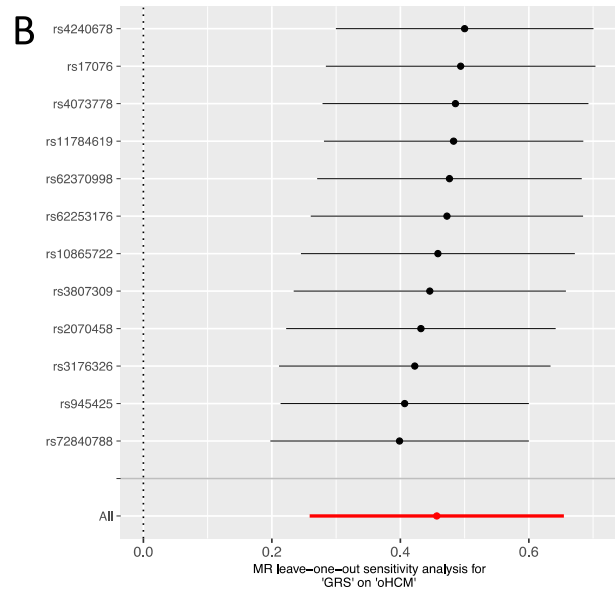 B
rs4240678
rs17076
rs4073778
rs11784619
rs62370998
rs62253176
rs10865722
rs3807309
rs2070458
rs3176326
rs945425
rs72840788
All
0.0 0.2 0.4 0.6
MR leave−one−out sensitivity analysis for
'GRS' on 'oHCM'